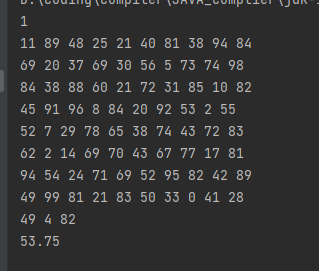 D:\Coding\Compiler\JAVA_Complier\jdk-
1
11 89 48 25 21 40 81 38 94 84
69 20 37 69 30 56 5 73 74 98
84 38 88 60 21 72 31 85 10 82
45 91 96 8 84 20 92 53 2 55
52 7 29 78 65 38 74 43 72 83
62 2 14 69 70 43 67 77 17 81
94 54 24 71 69 52 95 82 42 89
49 99 81 21 83 50 33 0 41 28
49 4 82
53.75